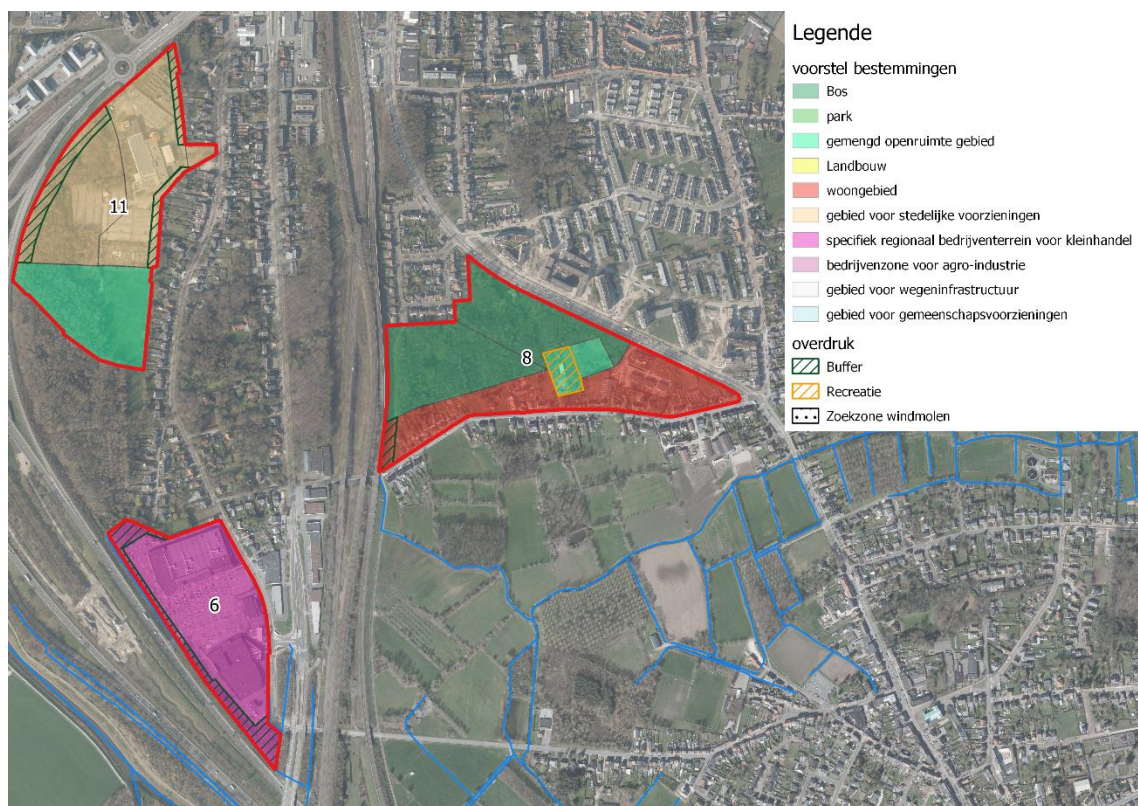 Legende
voorstel bestemmingen
Bos
park
gemengd openruimte gebied
Landbouw
woongebied
gebied voor stedelijke voorzieningen
specifiek regionaal bedrijventerrein voor kleinhandel
bedrijvenzone voor agro-industrie
gebied voor wegeninfrastructuur
gebied voor gemeenschapsvoorzieningen
overdruk
Buffer
Recreatie
Zoekzone windmolen
11
8
6